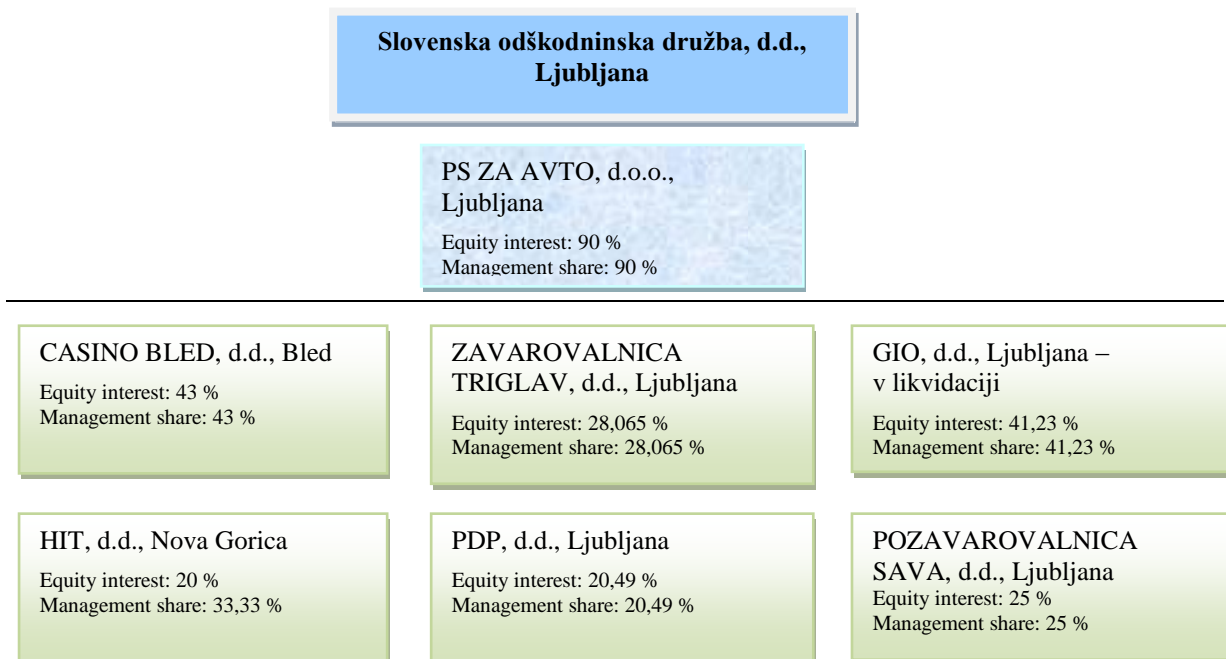 Slovenska odškodninska družba, d.d.,
Ljubljana
PS ZA AVTO, d.o.o.,
Ljubljana
Equity interest: 90 %
Management share: 90 %
CASINO BLED, d.d., Bled
Equity interest: 43 %
Management share: 43 %
ZAVAROVALNICA
TRIGLAV, d.d., Ljubljana
Equity interest: 28,065 %
Management share: 28,065 %
GIO, d.d., Ljubljana –
v likvidaciji
Equity interest: 41,23 %
Management share: 41,23 %
HIT, d.d., Nova Gorica
Equity interest: 20 %
Management share: 33,33 %
PDP, d.d., Ljubljana
Equity interest: 20,49 %
Management share: 20,49 %
POZAVAROVALNICA
SAVA, d.d., Ljubljana
Equity interest: 25 %
Management share: 25 %